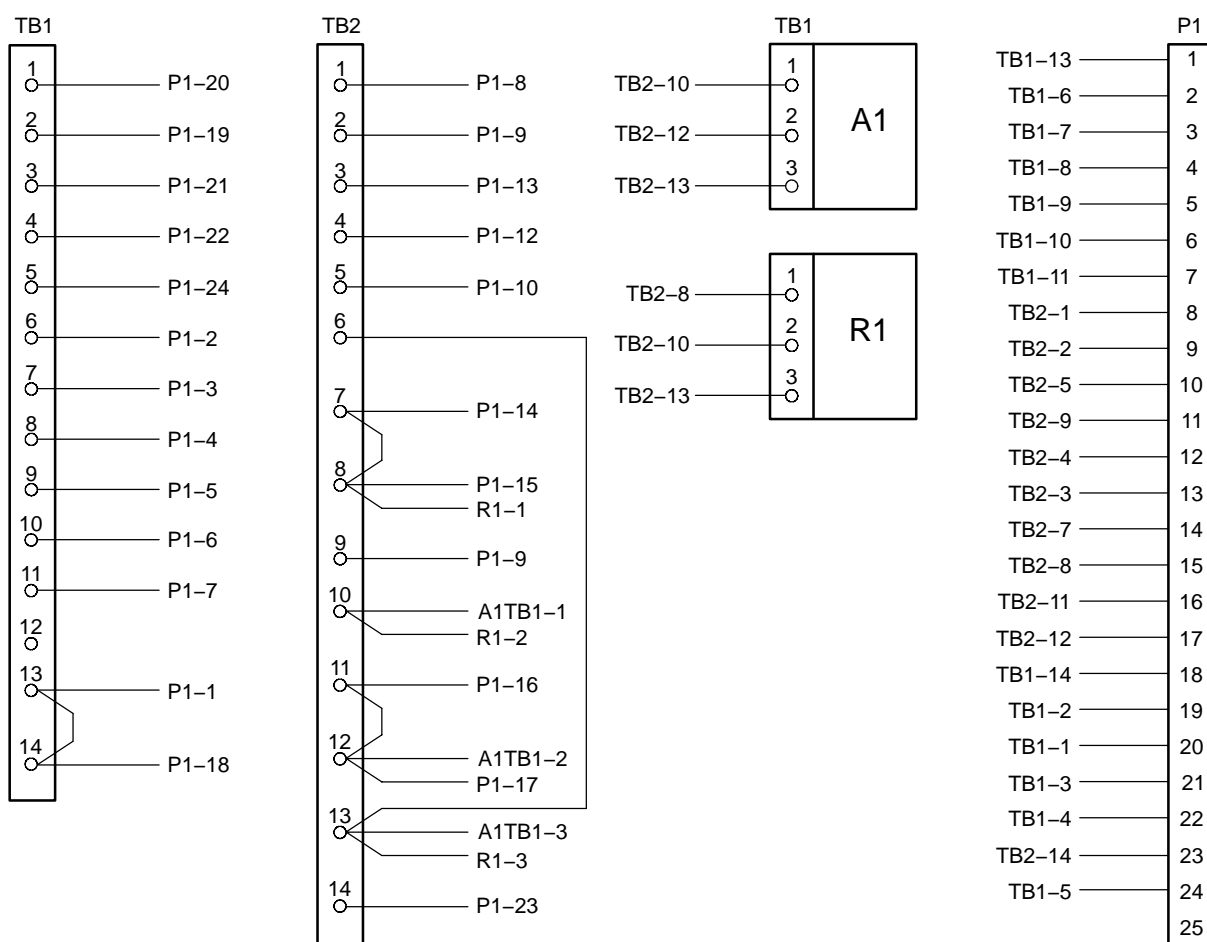 TB1
1 P1–20
2 P1–19
3 P1–21
4 P1–22
5 P1–24
6 P1–2
7 P1–3
8 P1–4
9 P1–5
10 P1–6
11 P1–7
12
13 P1–1
14 P1–18
TB2
1 P1–8
2 P1–9
3 P1–13
4 P1–12
5 P1–10
6
7 P1–14
8 P1–15
R1–1
9 P1–9
10 A1TB1–1
R1–2
11 P1–16
12 A1TB1–2
P1–17
13 A1TB1–3
R1–3
14 P1–23
TB1
TB2–10 1
TB2–12 2
TB2–13 3
A1
TB2–8 1
TB2–10 2
TB2–13 3
R1
P1
TB1–13 1
TB1–6 2
TB1–7 3
TB1–8 4
TB1–9 5
TB1–10 6
TB1–11 7
TB2–1 8
TB2–2 9
TB2–5 10
TB2–9 11
TB2–4 12
TB2–3 13
TB2–7 14
TB2–8 15
TB2–11 16
TB2–12 17
TB1–14 18
TB1–2 19
TB1–1 20
TB1–3 21
TB1–4 22
TB2–14 23
TB1–5 24
25